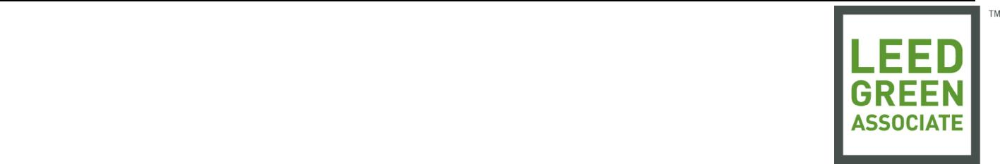 LEED
GREEN
ASSOCIATE
TM